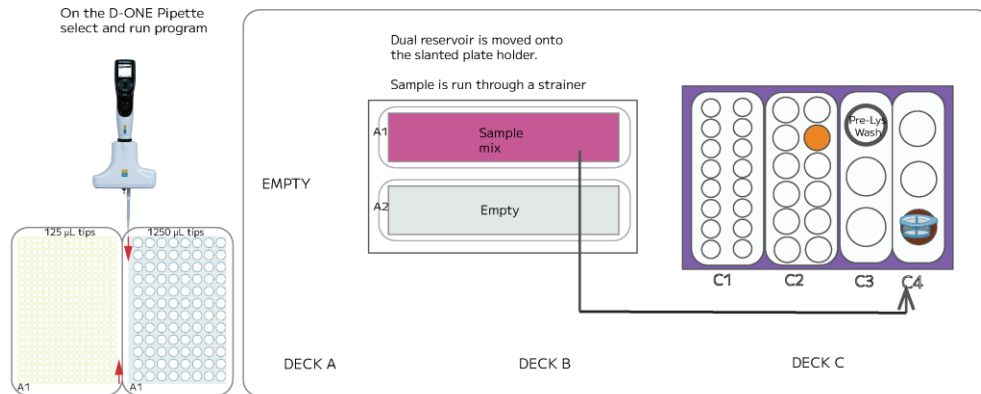 On the D-ONE Pipette
select and run program
125 µL tips
1250 µL tips
A1
A1
Dual reservoir is moved onto
the slanted plate holder.
Sample is run through a strainer
EMPTY
A1
Sample
mix
A2
Empty
Pre-Lys
Wash
C1
C2
C3
C4
DECK A
DECK B
DECK C